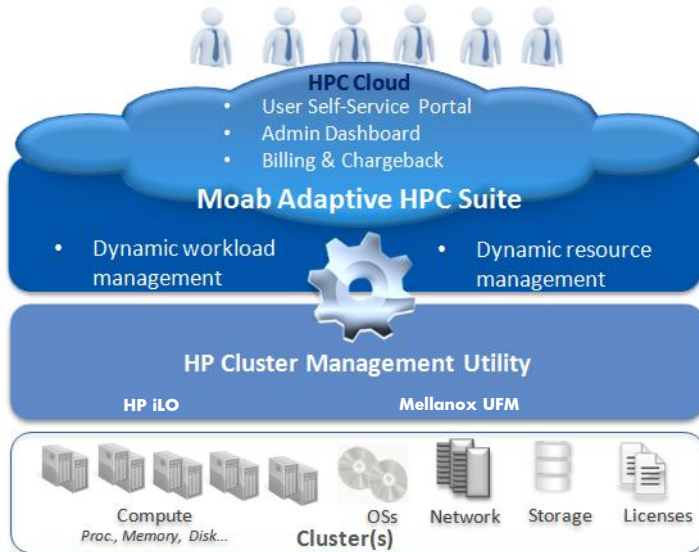 HPC Cloud
• User Self-Service Portal
• Admin Dashboard
• Billing & Chargeback
Moab Adaptive HPC Suite
• Dynamic workload
management
• Dynamic resource
management
HP Cluster Management Utility
HP iLO
Mellanox UFM
Compute
OSs
Network
Storage
Licenses
Proc., Memory, Disk...
Cluster(s)